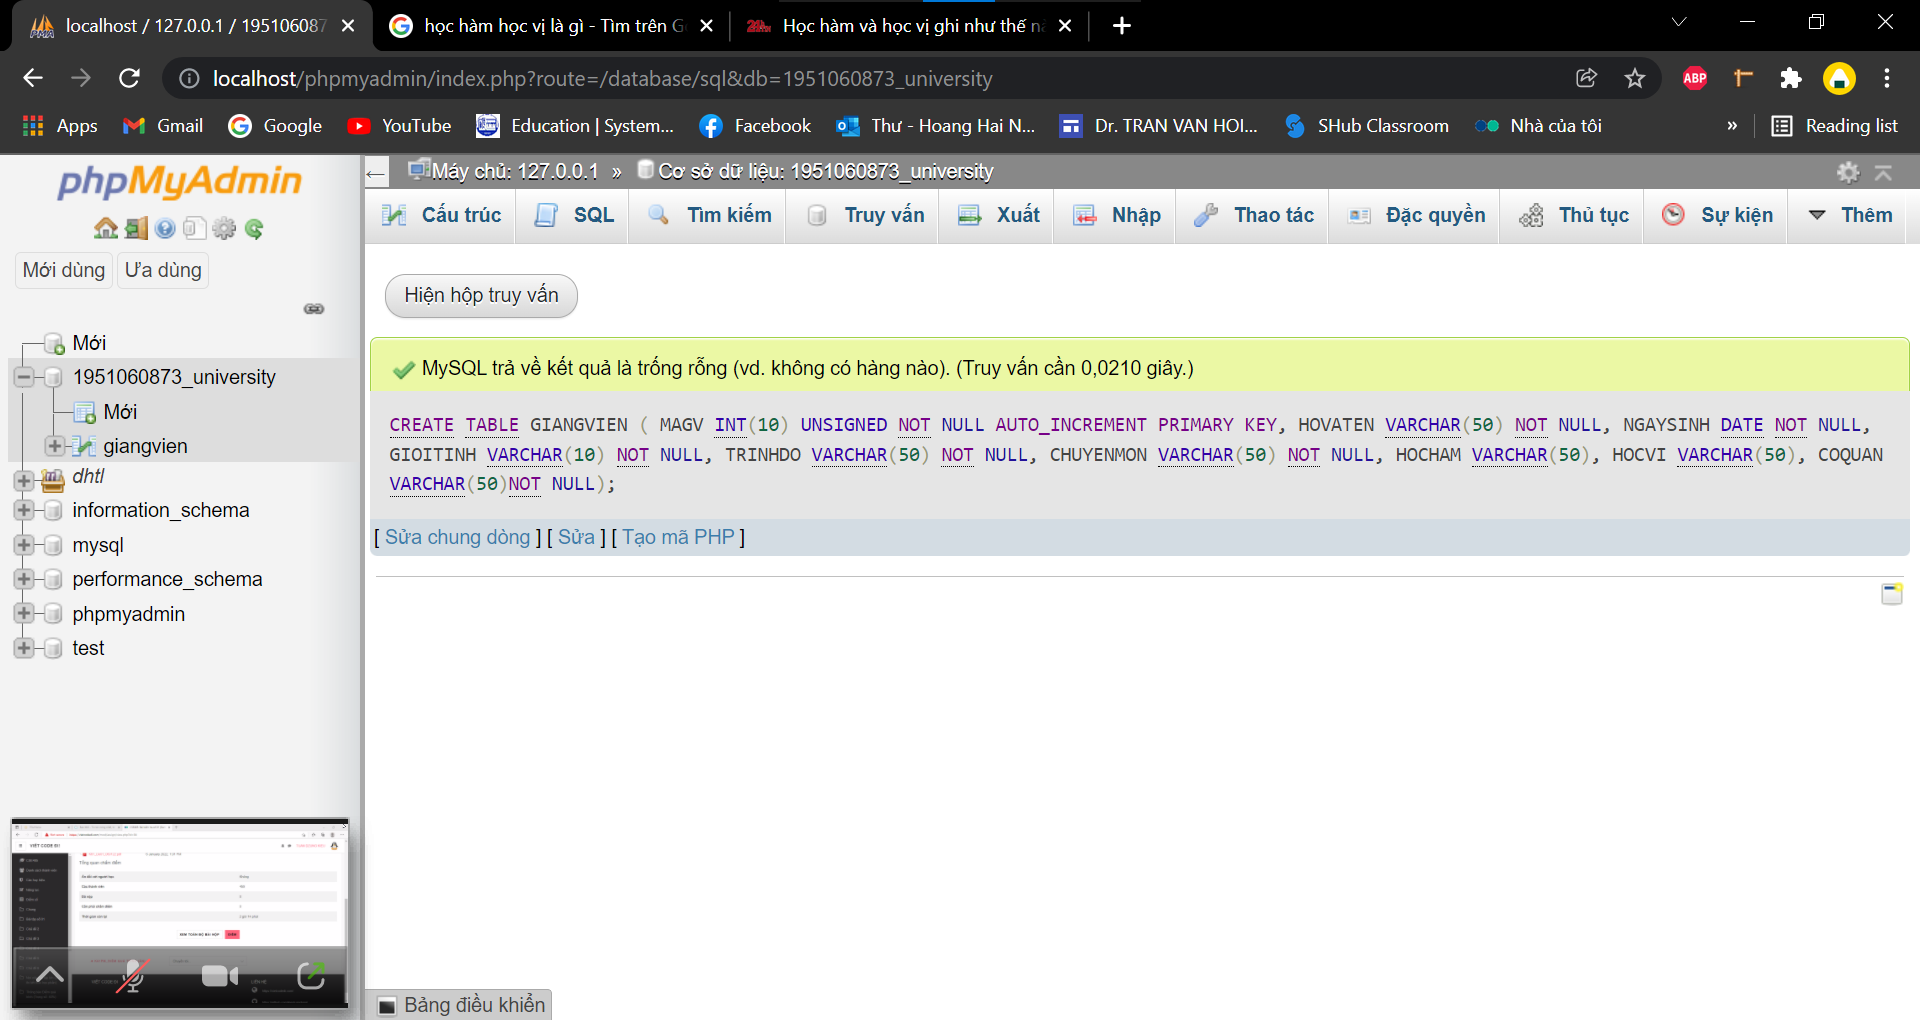 localhost / 127.0.0.1 / 195106087
học hàm học vị là gì - Tìm trên G
Học hàm và học vị ghi như thế n
localhost/phpmyadmin/index.php?route=/database/sql&db=1951060873_university
ABP
Apps
Gmail
Google
YouTube
Education | System...
Facebook
Thư - Hoang Hai N...
Dr. TRAN VAN HOI...
SHub Classroom
Nhà của tôi
»
Reading list
phpMyAdmin
Mới dùng
Ưa dùng
Mới
1951060873_university
Mới
giangvien
dhtl
information_schema
mysql
performance_schema
phpmyadmin
test
Máy chủ: 127.0.0.1 » Cơ sở dữ liệu: 1951060873_university
Cấu trúc
SQL
Tìm kiếm
Truy vấn
Xuất
Nhập
Thao tác
Đặc quyền
Thủ tục
Sự kiện
Thêm
Hiện hộp truy vấn
MySQL trả về kết quả là trống rỗng (vd. không có hàng nào). (Truy vấn cần 0,0210 giây.)
CREATE TABLE GIANGVIEN ( MAGV INT(10) UNSIGNED NOT NULL AUTO_INCREMENT PRIMARY KEY, HOVATEN VARCHAR(50) NOT NULL, NGAYSINH DATE NOT NULL,
GIOITINH VARCHAR(10) NOT NULL, TRINHDO VARCHAR(50) NOT NULL, CHUYENMON VARCHAR(50) NOT NULL, HOCHAM VARCHAR(50), HOCVI VARCHAR(50), COQUAN
VARCHAR(50)NOT NULL);
[ Sửa chung dòng ] [ Sửa ] [ Tạo mã PHP ]
Bảng điều khiển